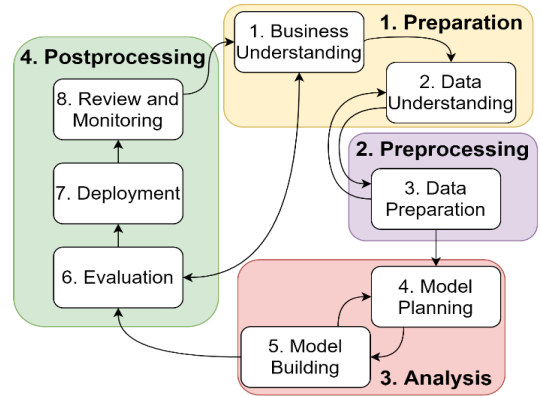 1. Preparation
1. Business
Understanding
2. Data
Understanding
2. Preprocessing
3. Data
Preparation
4. Model
Planning
5. Model
Building
3. Analysis
4. Postprocessing
8. Review and
Monitoring
7. Deployment
6. Evaluation